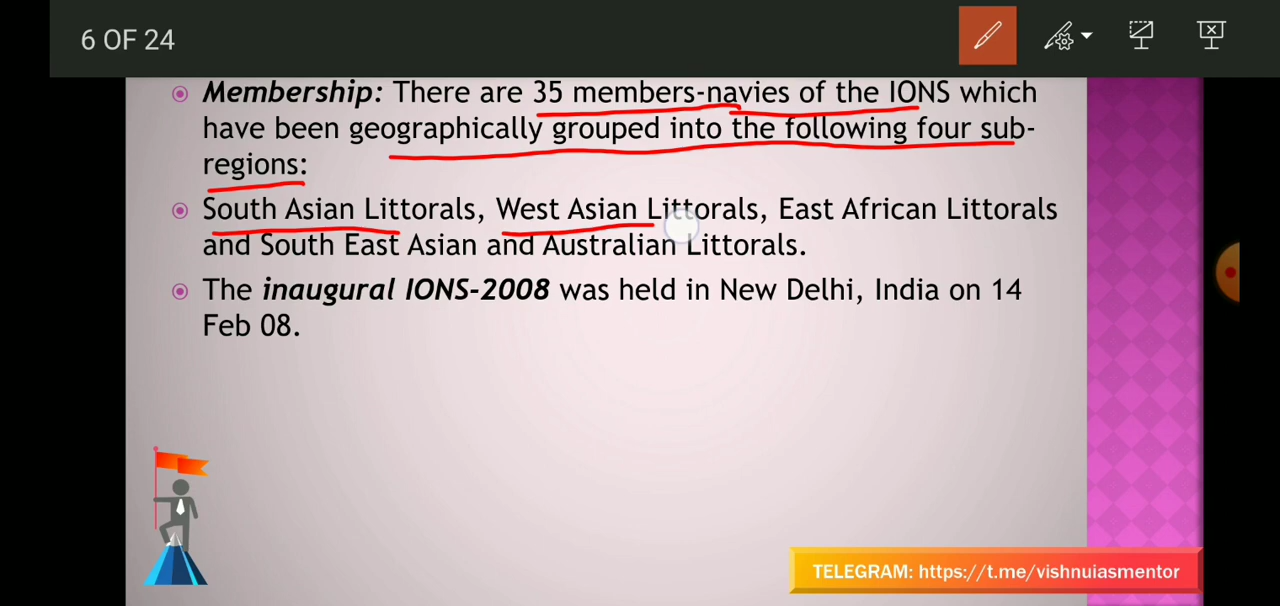 6 OF 24
Membership: There are 35 members-navies of the IONS which
have been geographically grouped into the following four sub-
regions:
South Asian Littorals, West Asian Littorals, East African Littorals
and South East Asian and Australian Littorals.
The inaugural IONS-2008 was held in New Delhi, India on 14
Feb 08.
TELEGRAM: https://t.me/vishnuiasmentor